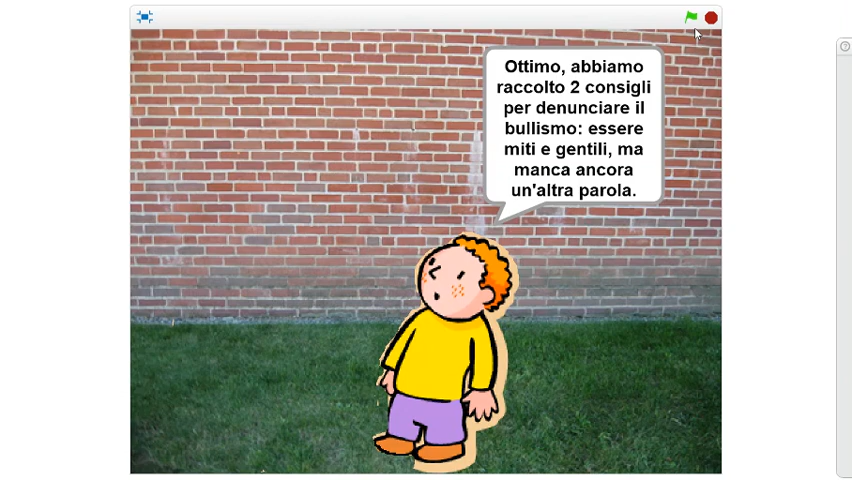 Ottimo, abbiamo
raccolto 2 consigli
per denunciare il
bullismo: essere
miti e gentili, ma
manca ancora
un'altra parola.